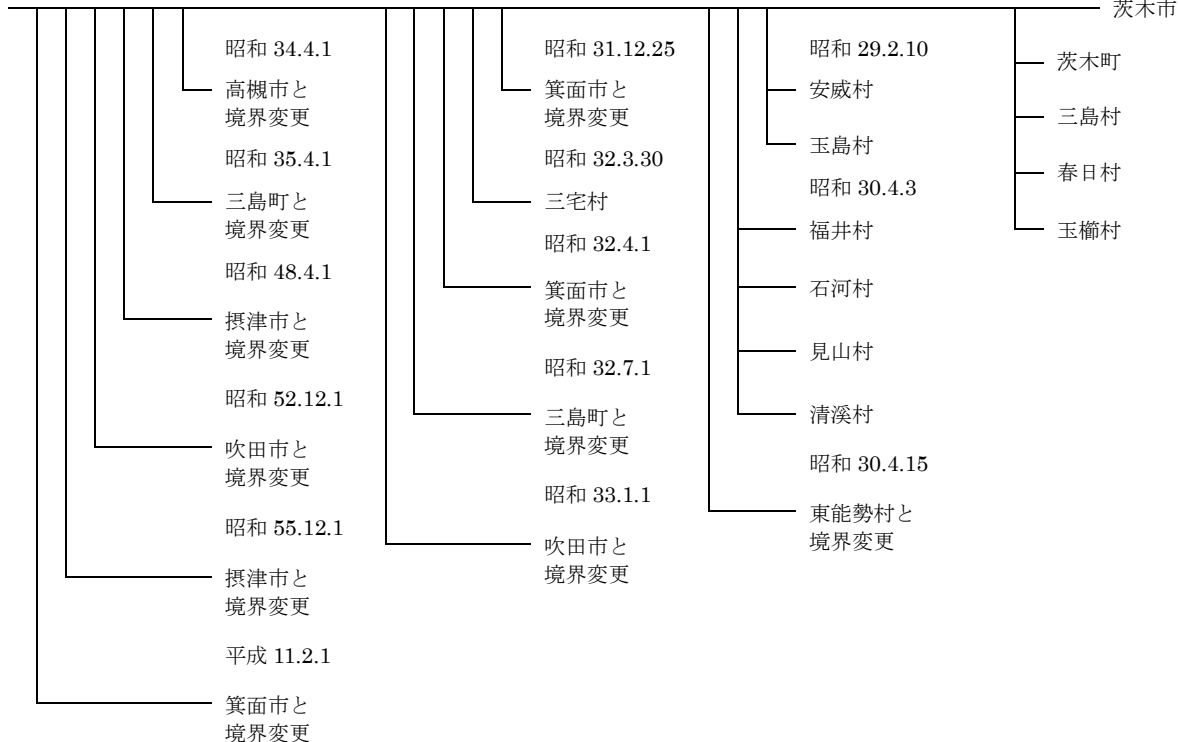 茨木市
茨木町
三島村
春日村
玉櫛村
昭和 29.2.10
安威村
玉島村
昭和 30.4.3
福井村
石河村
見山村
清溪村
昭和 30.4.15
東能勢村と
境界変更
昭和 31.12.25
箕面市と
境界変更
昭和 32.3.30
三宅村
昭和 32.4.1
箕面市と
境界変更
昭和 32.7.1
三島町と
境界変更
昭和 33.1.1
吹田市と
境界変更
昭和 34.4.1
高槻市と
境界変更
昭和 35.4.1
三島町と
境界変更
昭和 48.4.1
摂津市と
境界変更
昭和 52.12.1
吹田市と
境界変更
昭和 55.12.1
摂津市と
境界変更
平成 11.2.1
箕面市と
境界変更